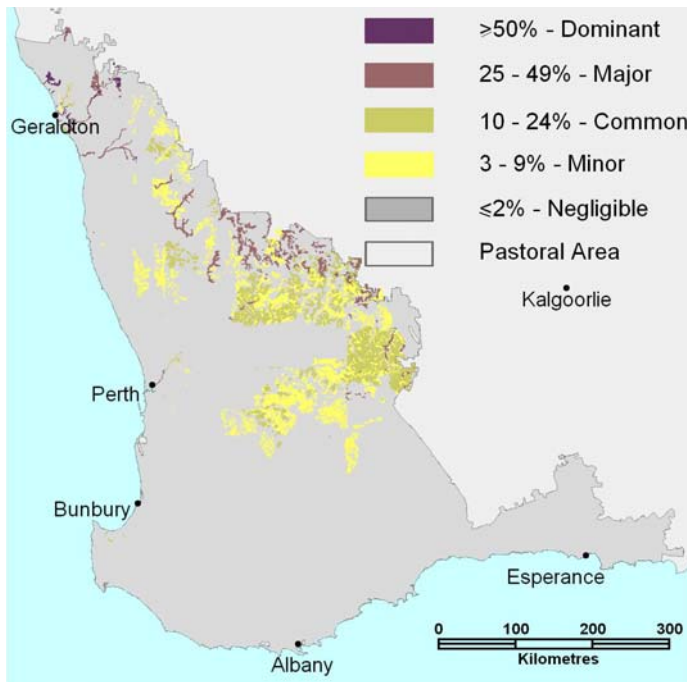 ≥50% - Dominant
25 - 49% - Major
10 - 24% - Common
3 - 9% - Minor
≤2% - Negligible
Pastoral Area
Geraldton
Kalgoorlie
Perth
Bunbury
Esperance
Albany
0 100 200 300
Kilometres